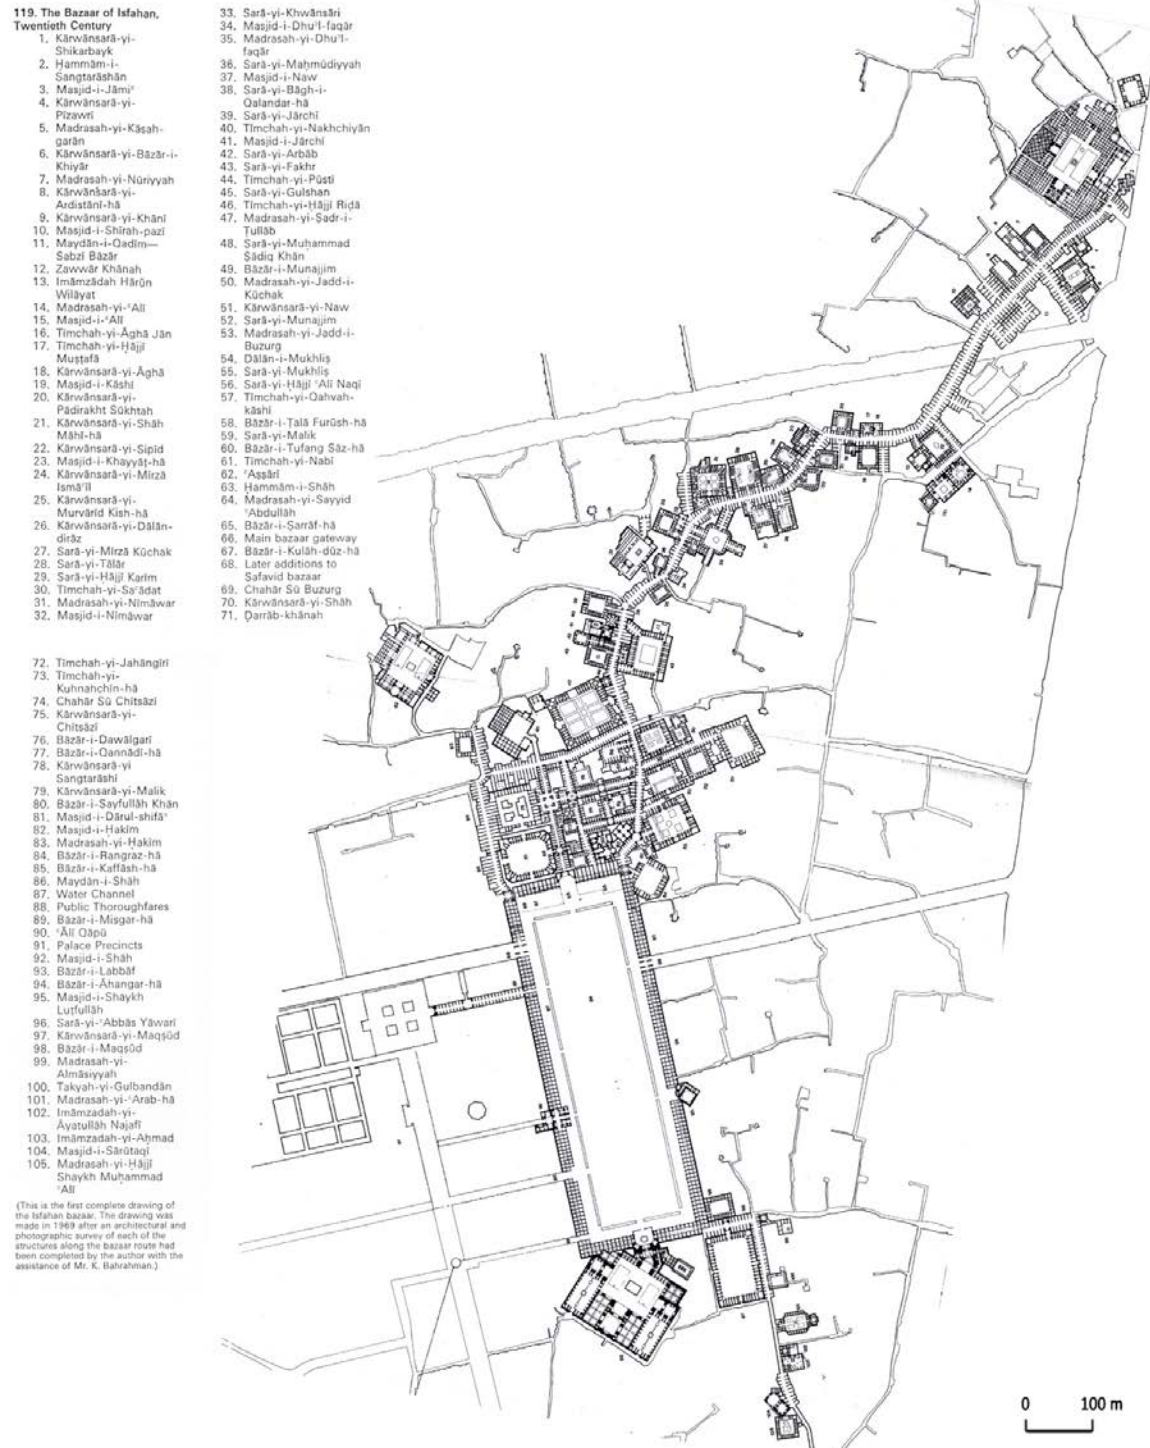 119. The Bazaar of Isfahan,
Twentieth Century
1. Kārwānsarā-yi-
Shikarbayk
2. Ḥammām-i-
Sangtarāshān
3. Masjid-i-Jāmiʿ
4. Kārwānsarā-yi-
Pīzawrī
5. Madrasah-yi-Kāsah-
garān
6. Kārwānsarā-yi-Bāzār-i-
Khiyār
7. Madrasah-yi-Nūriyyah
8. Kārwānsarā-yi-
Ardistānī-hā
9. Kārwānsarā-yi-Khānī
10. Masjid-i-Shīrah-pazī
11. Maydān-i-Qadīm—
Sabzī Bāzār
12. Zawwār Khānah
13. Imāmzādah Hārūn
Wilāyat
14. Madrasah-yi-ʿAlī
15. Masjid-i-ʿAlī
16. Tīmchah-yi-Āghā Jān
17. Tīmchah-yi-Ḥājjī
Muṣṭafā
18. Kārwānsarā-yi-Āghā
19. Masjid-i-Kāshī
20. Kārwānsarā-yi-
Pādirakht Sūkhtah
21. Kārwānsarā-yi-Shāh
Māhī-hā
22. Kārwānsarā-yi-Sipīd
23. Masjid-i-Khayyāṭ-hā
24. Kārwānsarā-yi-Mīrzā
Ismāʿīl
25. Kārwānsarā-yi-
Murvārīd Kish-hā
26. Kārwānsarā-yi-Dālān-
dirāz
27. Sarā-yi-Mīrzā Kūchak
28. Sarā-yi-Tālār
29. Sarā-yi-Ḥājjī Karīm
30. Tīmchah-yi-Saʿādat
31. Madrasah-yi-Nīmāwar
32. Masjid-i-Nīmāwar
33. Sarā-yi-Khwānsāri
34. Masjid-i-Dhuʾl-faqār
35. Madrasah-yi-Dhuʾl-
faqār
36. Sarā-yi-Maḥmūdiyyah
37. Masjid-i-Naw
38. Sarā-yi-Bāgh-i-
Qalandar-hā
39. Sarā-yi-Jārchī
40. Tīmchah-yi-Nakhchiyān
41. Masjid-i-Jārchī
42. Sarā-yi-Arbāb
43. Sarā-yi-Fakhr
44. Tīmchah-yi-Pūstī
45. Sarā-yi-Gulshan
46. Tīmchah-yi-Ḥājjī Riḍā
47. Madrasah-yi-Ṣadr-i-
Ṭullāb
48. Sarā-yi-Muḥammad
Ṣādiq Khān
49. Bāzār-i-Munajjim
50. Madrasah-yi-Jadd-i-
Kūchak
51. Kārwānsarā-yi-Naw
52. Sarā-yi-Munajjim
53. Madrasah-yi-Jadd-i-
Buzurg
54. Dālān-i-Mukhliṣ
55. Sarā-yi-Mukhliṣ
56. Sarā-yi-Ḥājjī ʿAlī Naqī
57. Tīmchah-yi-Qahvah-
kāshī
58. Bāzār-i-Ṭalā Furūsh-hā
59. Sarā-yi-Malik
60. Bāzār-i-Tufang Sāz-hā
61. Tīmchah-yi-Nabī
62. ʿAṣṣārī
63. Ḥammām-i-Shāh
64. Madrasah-yi-Sayyid
ʿAbdullāh
65. Bāzār-i-Ṣarrāf-hā
66. Main bazaar gateway
67. Bāzār-i-Kulāh-dūz-hā
68. Later additions to
Safavid bazaar
69. Chahār Sū Buzurg
70. Kārwānsarā-yi-Shāh
71. Ḍarrāb-khānah
72. Tīmchah-yi-Jahāngīrī
73. Tīmchah-yi-
Kuhnahchīn-hā
74. Chahār Sū Chītsāzī
75. Kārwānsarā-yi-
Chītsāzī
76. Bāzār-i-Dawālgarī
77. Bāzār-i-Qannādī-hā
78. Kārwānsarā-yi
Sangtarāshī
79. Kārwānsarā-yi-Malik
80. Bāzār-i-Sayfullāh Khān
81. Masjid-i-Dārul-shifāʾ
82. Masjid-i-Ḥakīm
83. Madrasah-yi-Ḥakīm
84. Bāzār-i-Rangraz-hā
85. Bāzār-i-Kaffāsh-hā
86. Maydān-i-Shāh
87. Water Channel
88. Public Thoroughfares
89. Bāzār-i-Misgar-hā
90. ʿĀlī Qāpū
91. Palace Precincts
92. Masjid-i-Shāh
93. Bāzār-i-Labbāf
94. Bāzār-i-Āhangar-hā
95. Masjid-i-Shaykh
Luṭfullāh
96. Sarā-yi-ʿAbbās Yāwarī
97. Kārwānsarā-yi-Maqṣūd
98. Bāzār-i-Maqṣūd
99. Madrasah-yi-
Almāsiyyah
100. Takyah-yi-Gulbandān
101. Madrasah-yi-ʿArab-hā
102. Imāmzadah-yi-
Āyatullāh Najafī
103. Imāmzadah-yi-Aḥmad
104. Masjid-i-Sārūtaqī
105. Madrasah-yi-Ḥājjī
Shaykh Muḥammad
ʿAlī
(This is the first complete drawing of
the Isfahan bazaar. The drawing was
made in 1969 after an architectural and
photographic survey of each of the
structures along the bazaar route had
been completed by the author with the
assistance of Mr. K. Bahrahman.)
0 100 m